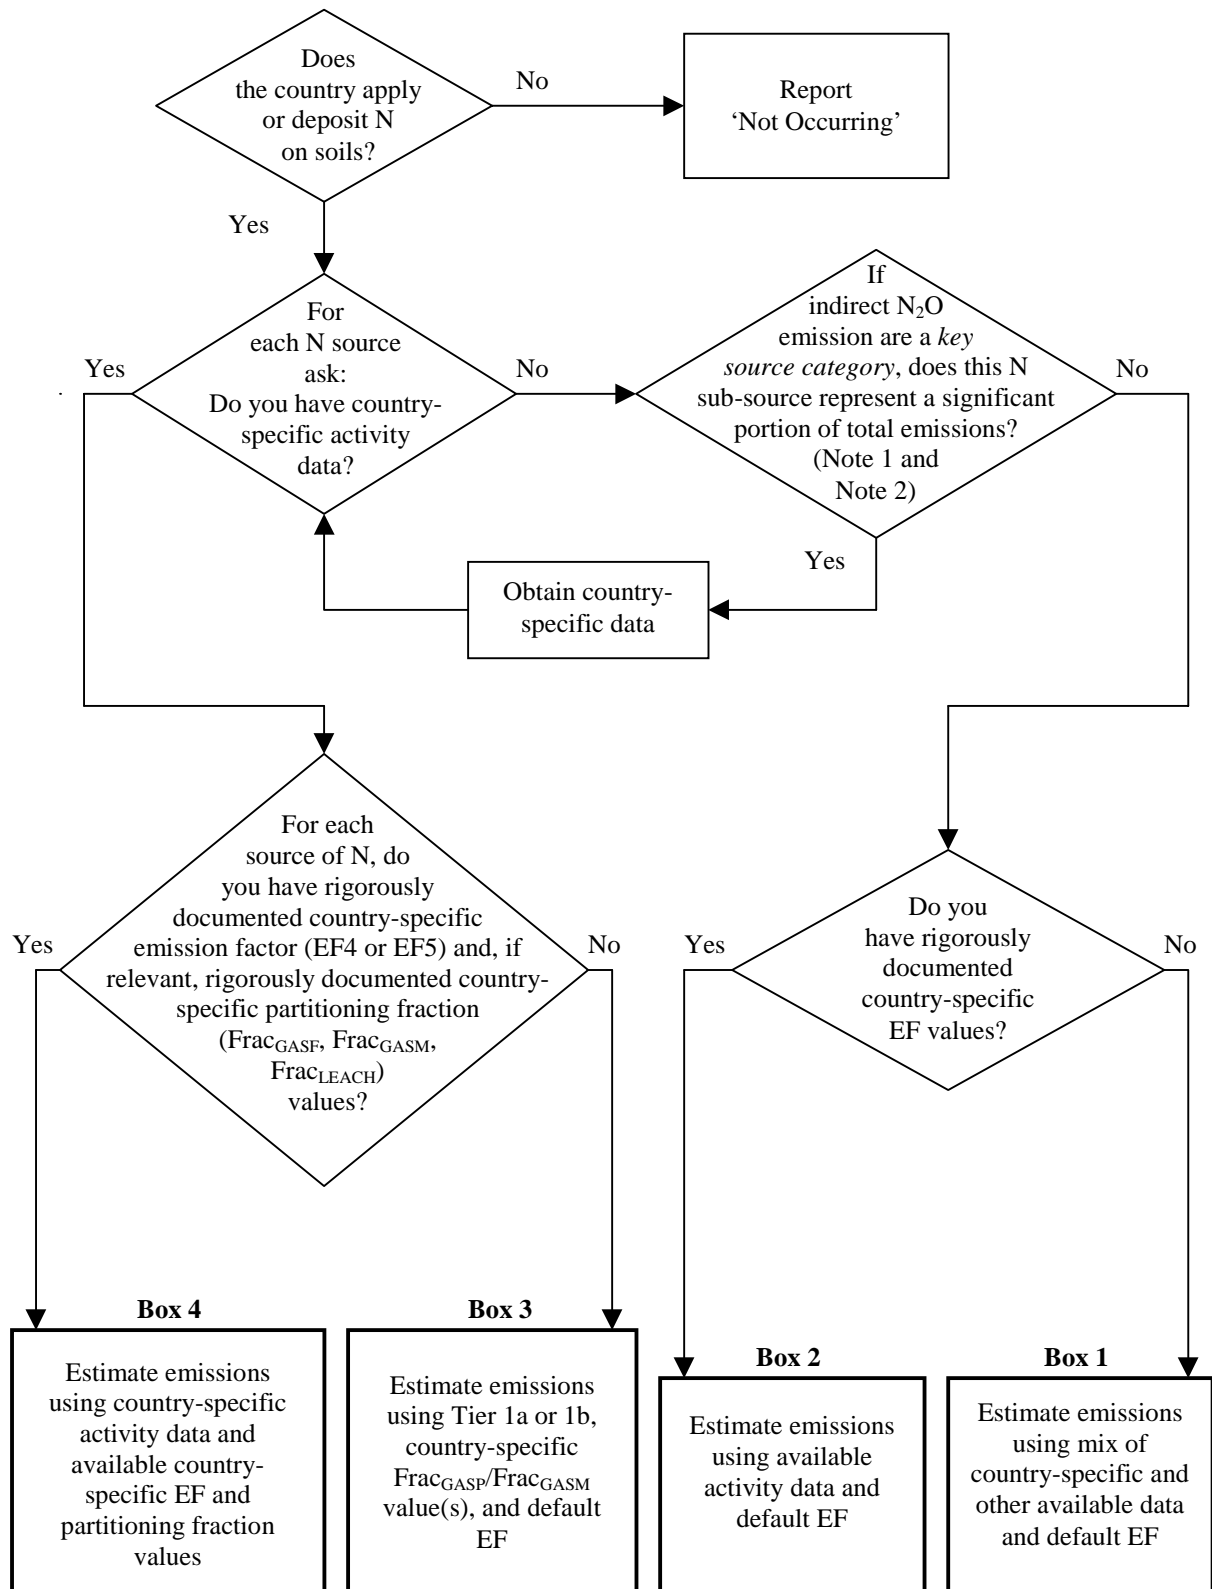 Does
the country apply
or deposit N
on soils?
No
Report
‘Not Occurring’
Yes
For
each N source
ask:
Do you have country-
specific activity
data?
Yes
No
If
indirect N₂O
emission are a key
source category, does this N
sub-source represent a significant
portion of total emissions?
(Note 1 and
Note 2)
No
Yes
Obtain country-
specific data
For each
source of N, do
you have rigorously
documented country-specific
emission factor (EF4 or EF5) and, if
relevant, rigorously documented country-
specific partitioning fraction
(FracGASF, FracGASM,
FracLEACH)
values?
Yes
No
Do you
have rigorously
documented
country-specific
EF values?
Yes
No
Box 4
Estimate emissions
using country-specific
activity data and
available country-
specific EF and
partitioning fraction
values
Box 3
Estimate emissions
using Tier 1a or 1b,
country-specific
FracGASP/FracGASM
value(s), and default
EF
Box 2
Estimate emissions
using available
activity data and
default EF
Box 1
Estimate emissions
using mix of
country-specific and
other available data
and default EF